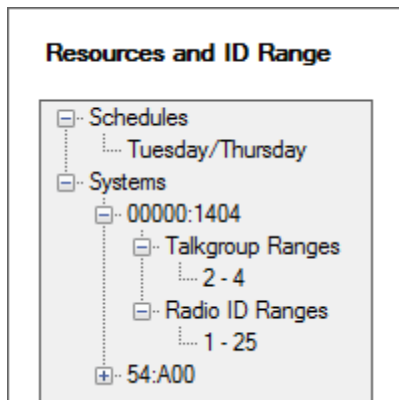 Resources and ID Range
Schedules
Tuesday/Thursday
Systems
00000:1404
Talkgroup Ranges
2 - 4
Radio ID Ranges
1 - 25
54:A00